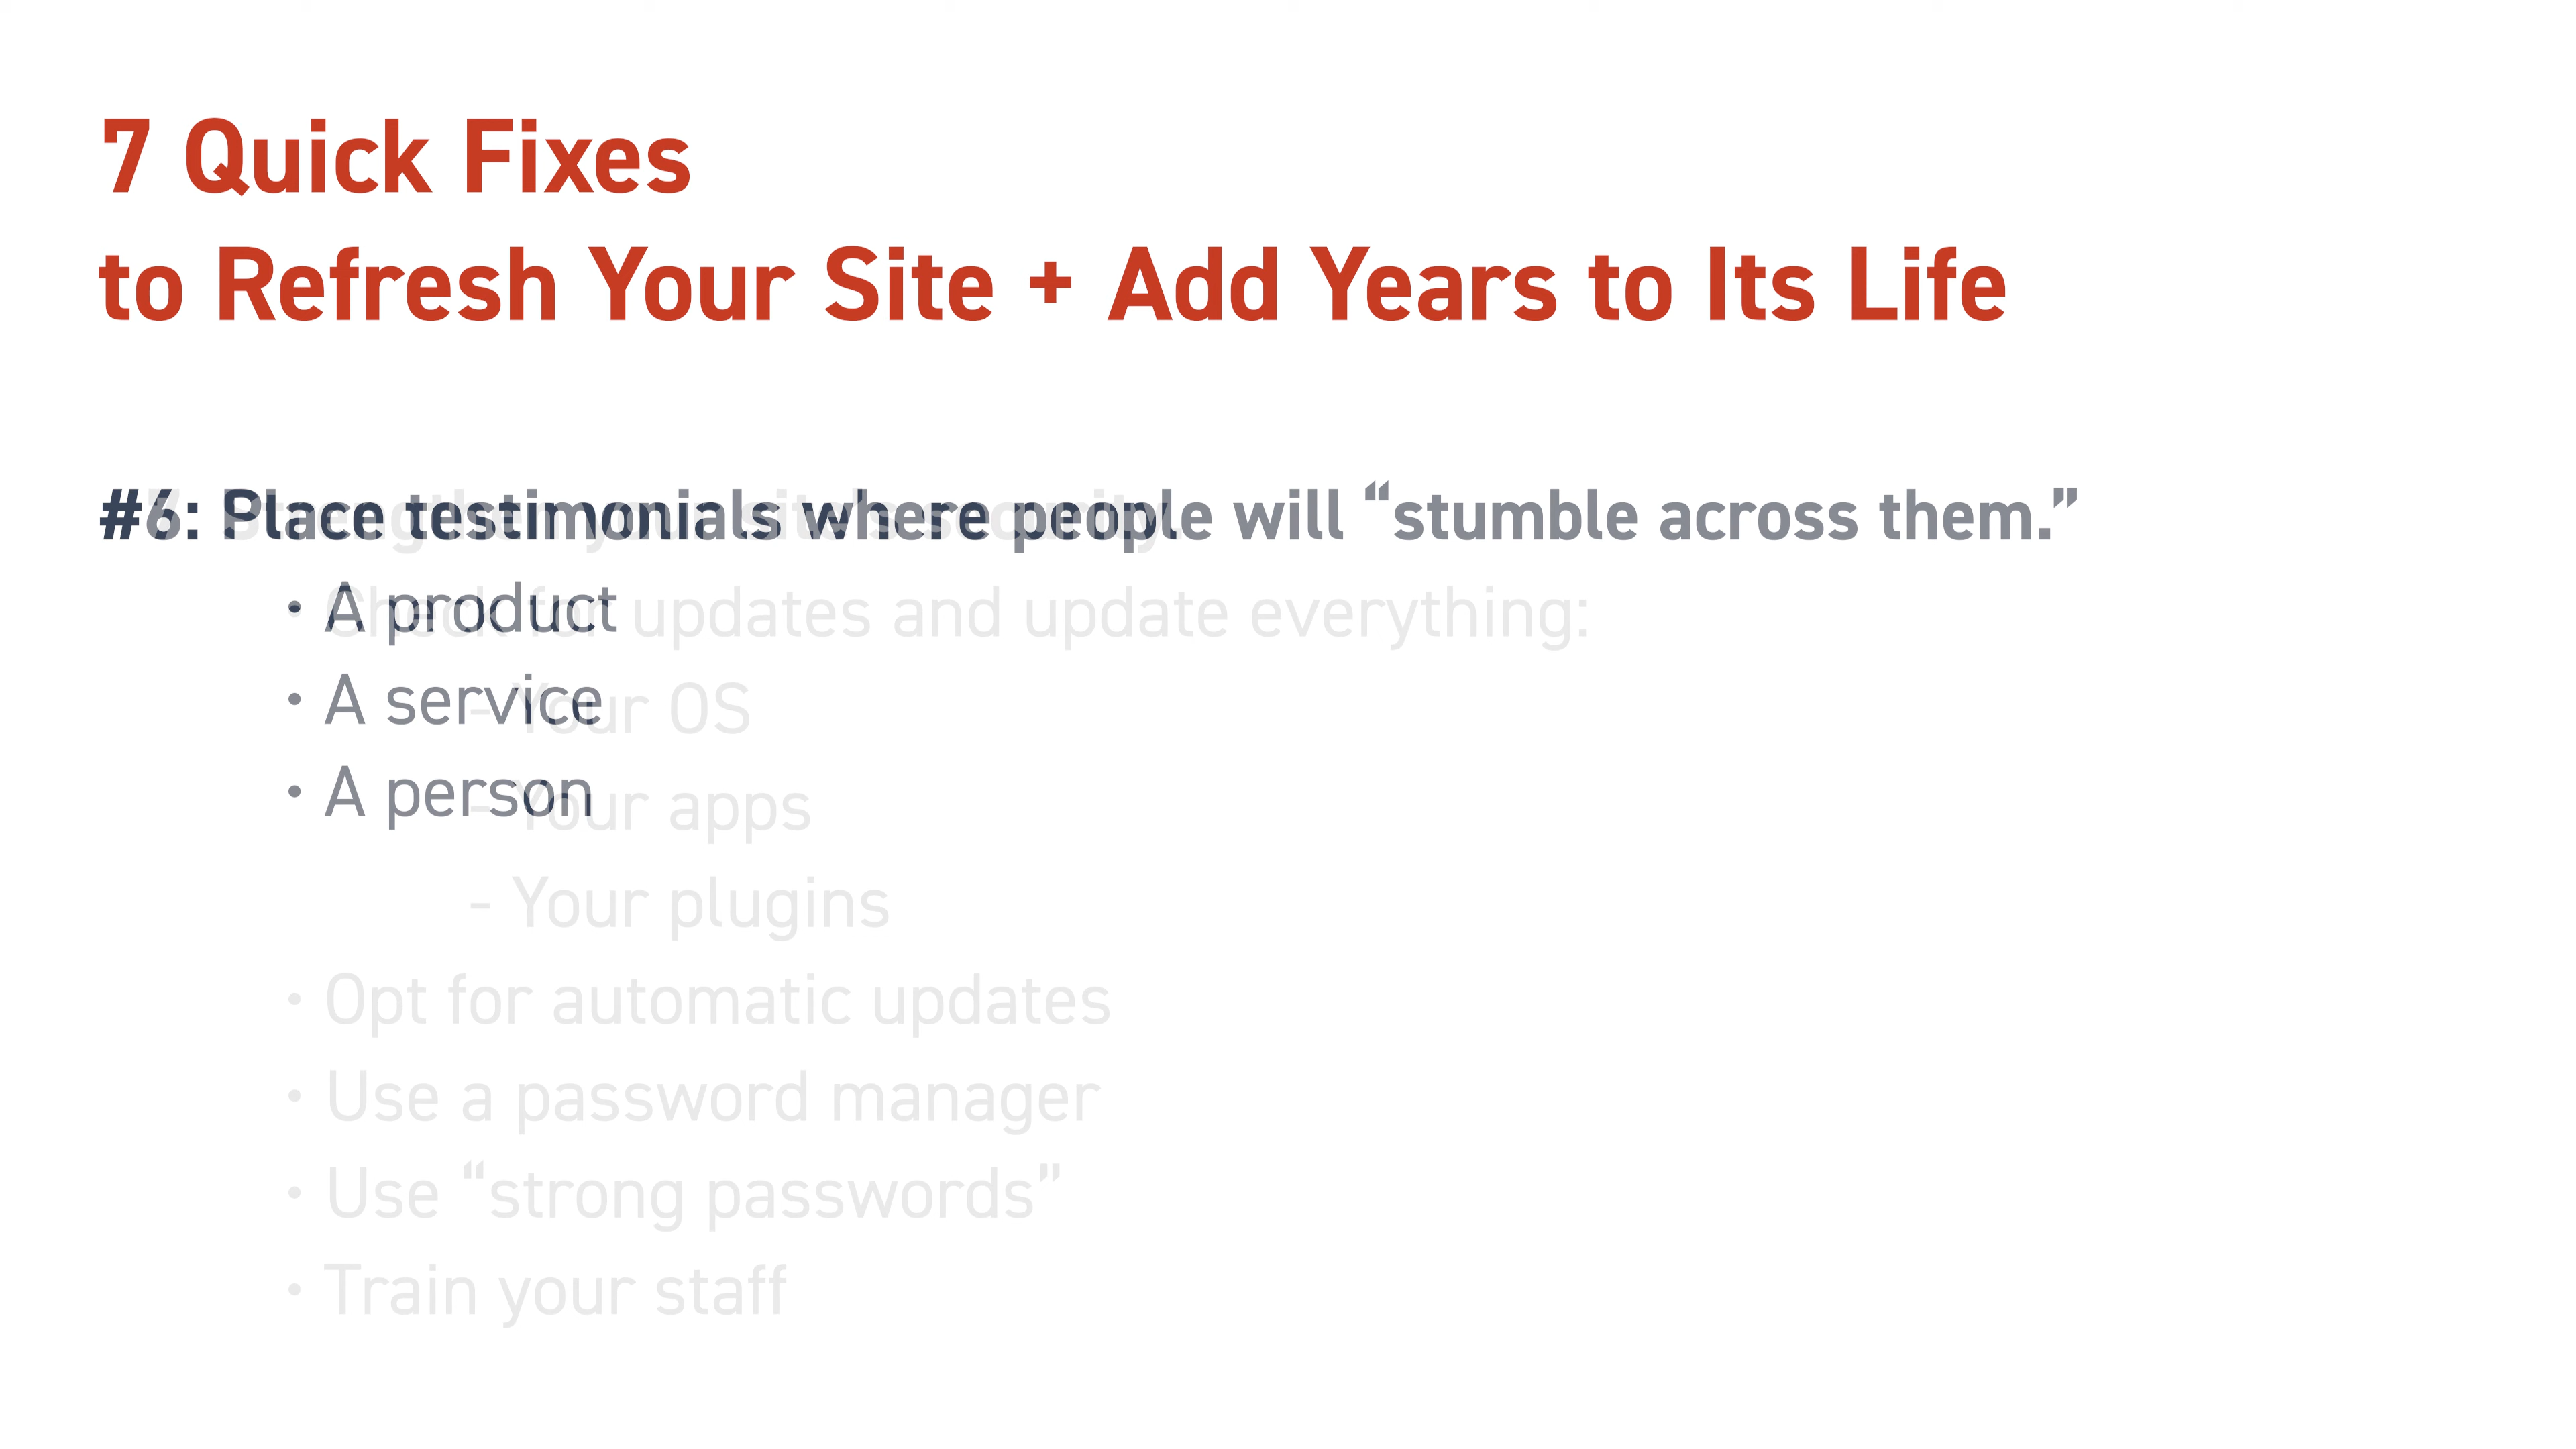 7 Quick Fixes
to Refresh Your Site + Add Years to Its Life
#6: Place testimonials where people will “stumble across them.”
• A product
• A service
• A person
Check for updates and update everything:
- Your OS
- Your apps
- Your plugins
• Opt for automatic updates
• Use a password manager
• Use “strong passwords”
• Train your staff